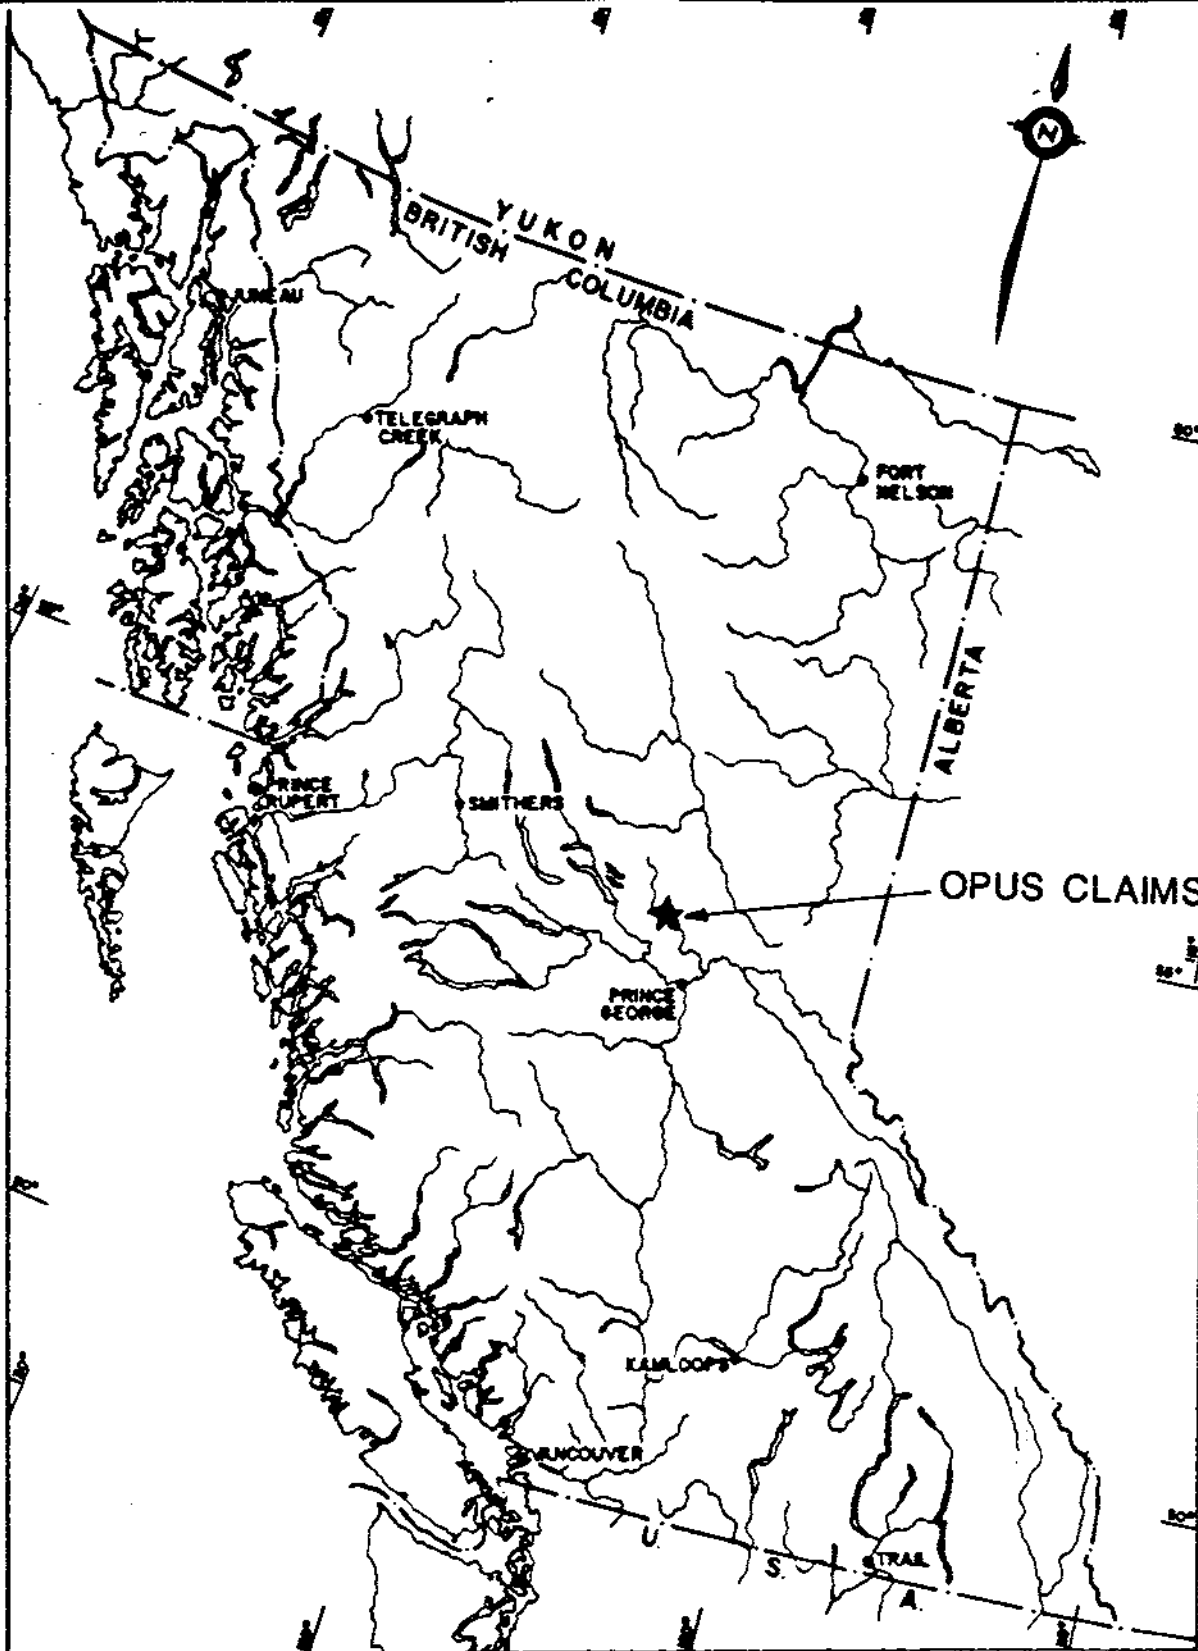 N
YUKON
BRITISH
COLUMBIA
JUNEAU
TELEGRAPH
CREEK
FORT
NELSON
ALBERTA
PRINCE
RUPERT
SMITHERS
OPUS CLAIMS
PRINCE
GEORGE
KAMLOOPS
VANCOUVER
U. S. A.
TRAIL